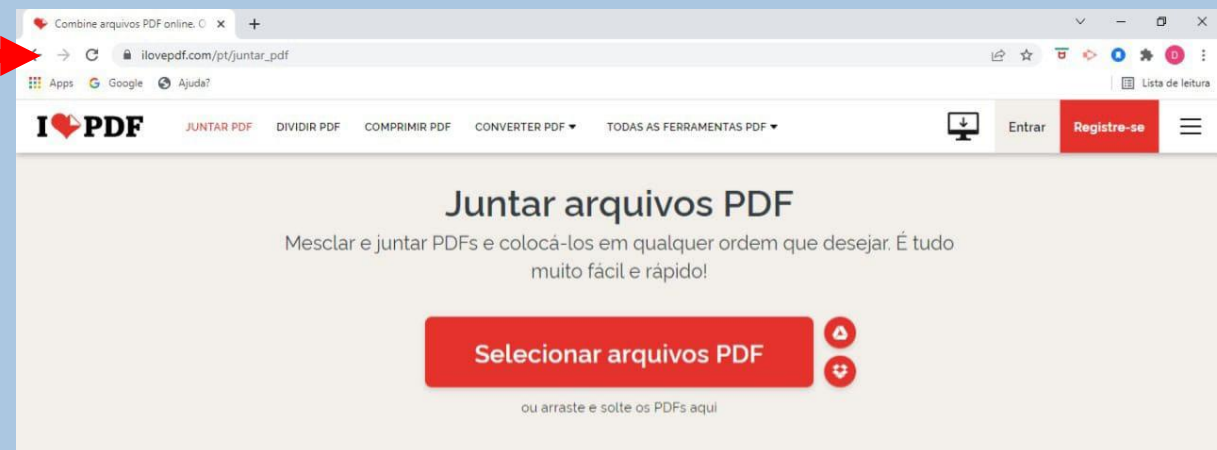 Combine arquivos PDF online. O
ilovepdf.com/pt/juntar_pdf
Apps Google Ajuda? Lista de leitura
I PDF JUNTAR PDF DIVIDIR PDF COMPRIMIR PDF CONVERTER PDF TODAS AS FERRAMENTAS PDF Entrar Registre-se
Juntar arquivos PDF
Mesclar e juntar PDFs e colocá-los em qualquer ordem que desejar. É tudo
muito fácil e rápido!
Selecionar arquivos PDF
ou arraste e solte os PDFs aqui